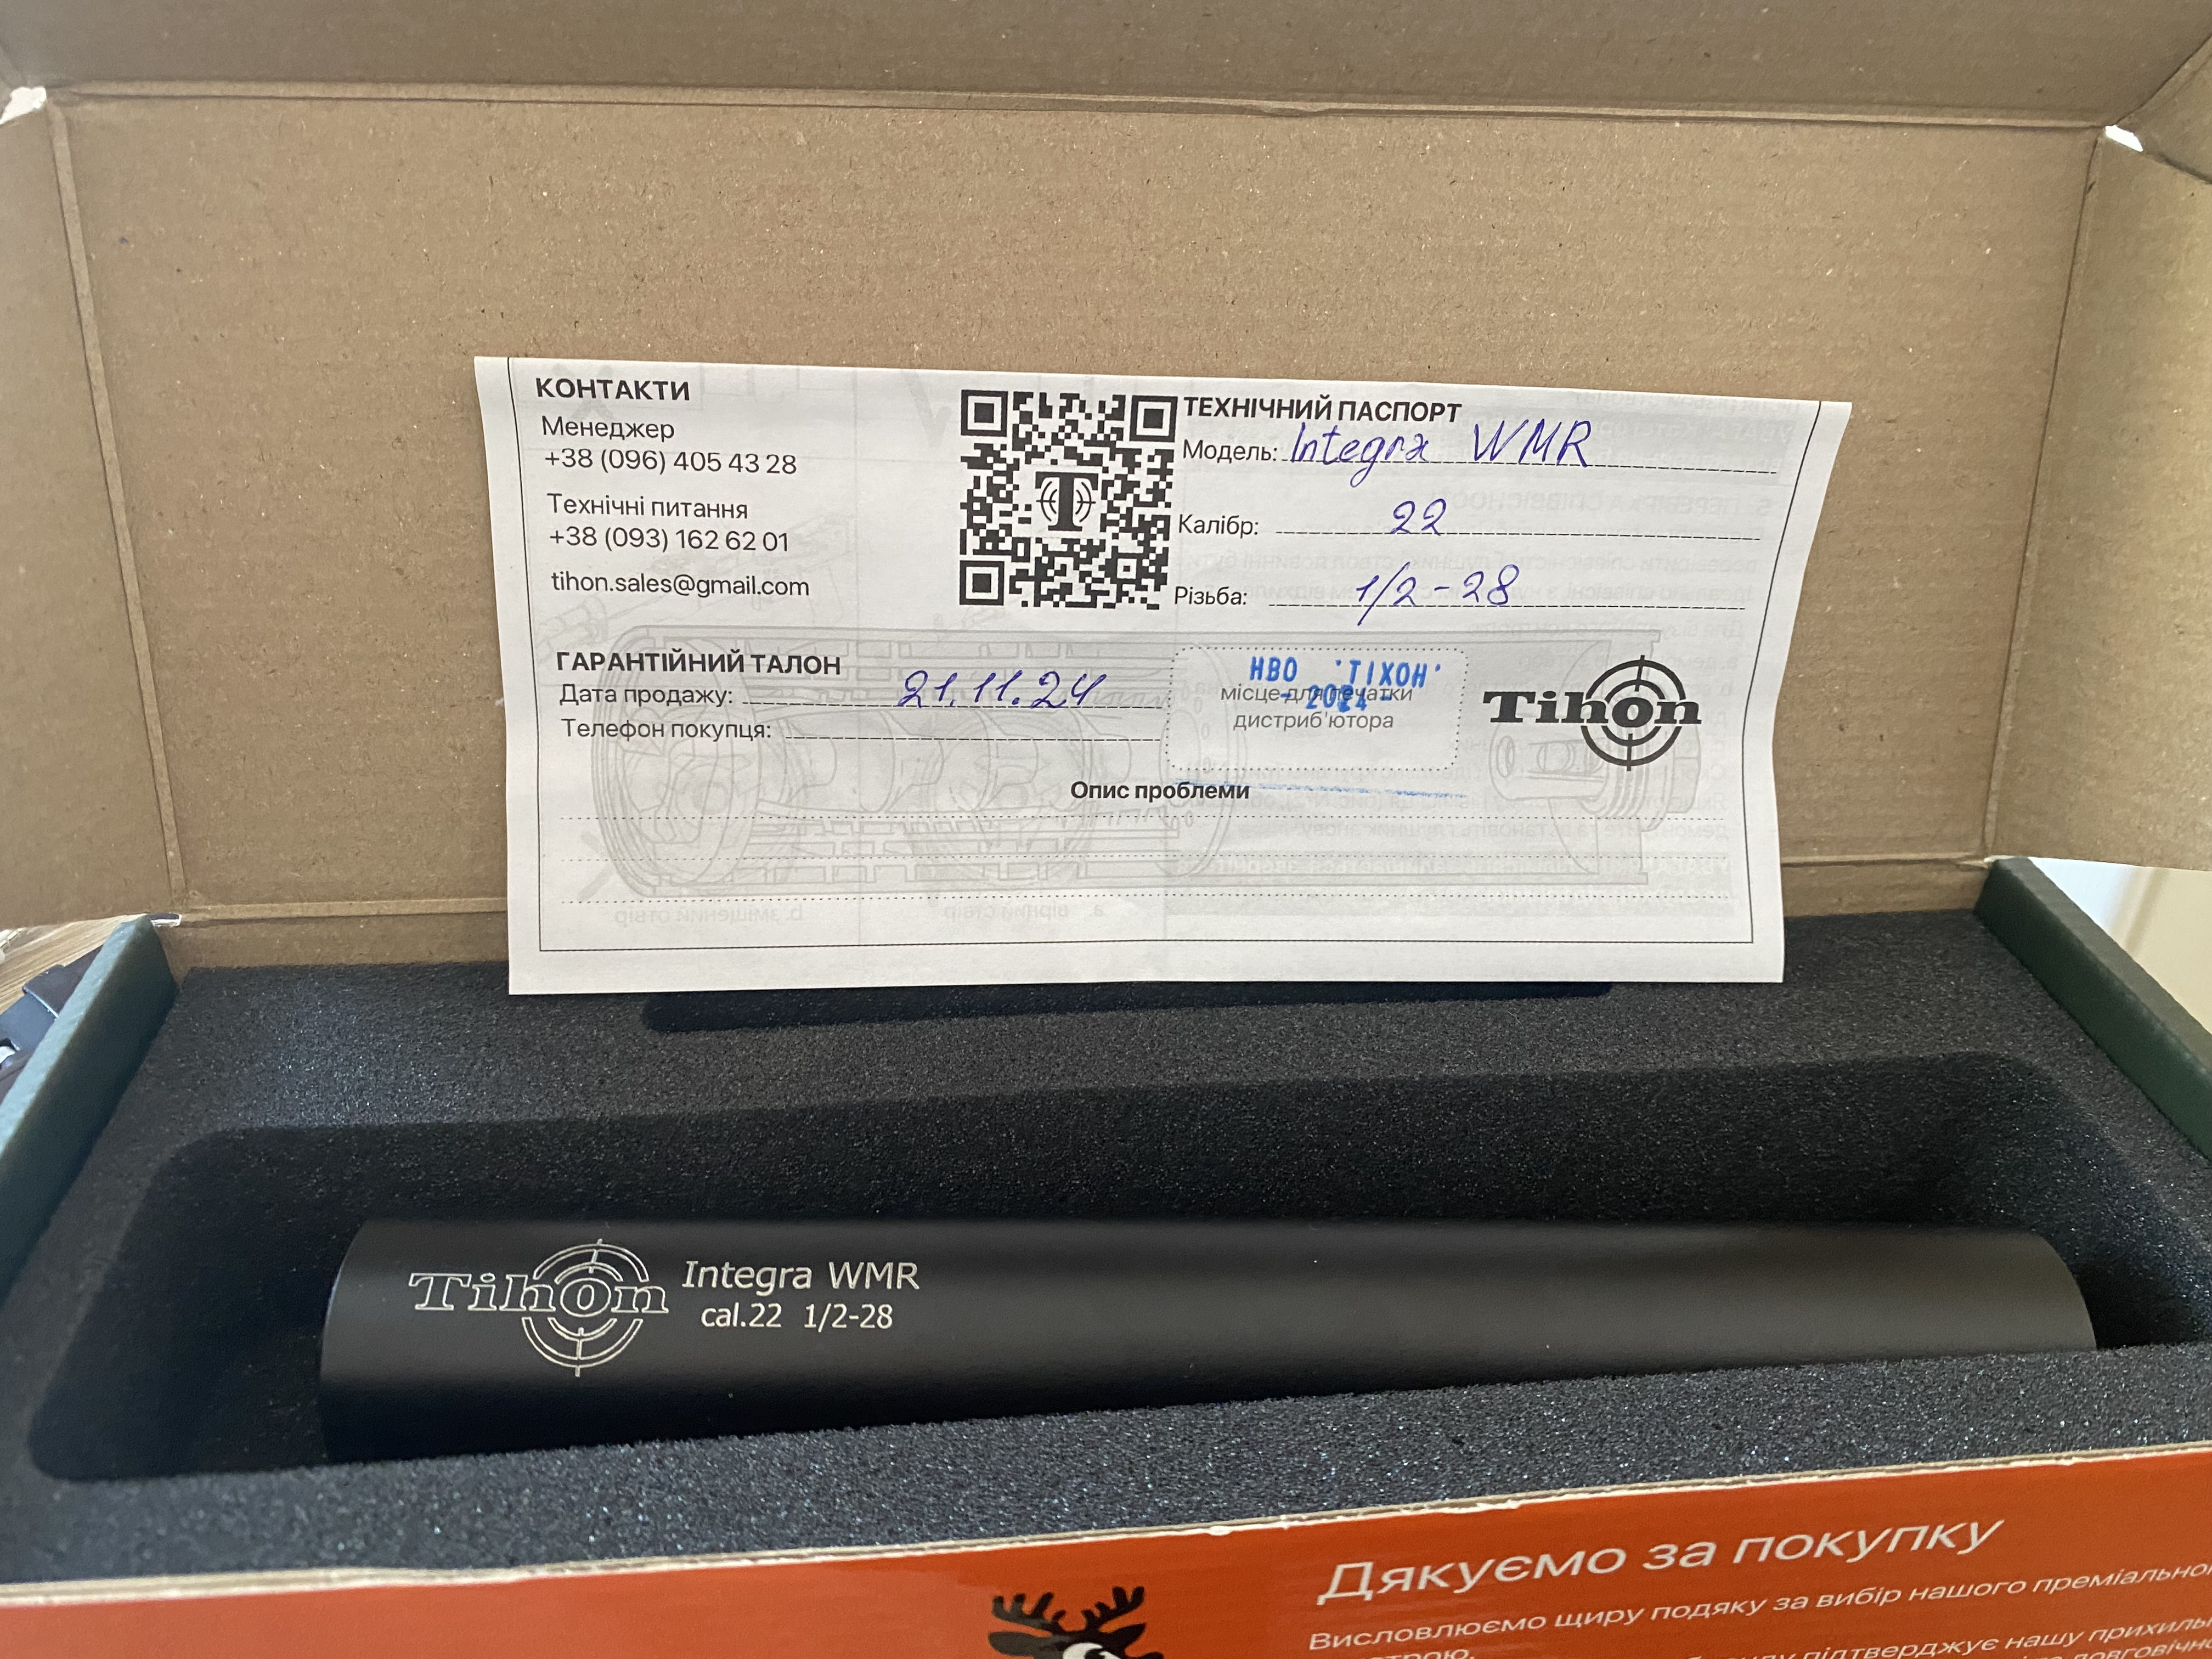 КОНТАКТИ
Менеджер
+38 (096) 405 43 28
Технічні питання
+38 (093) 162 62 01
tihon.sales@gmail.com
T
ТЕХНІЧНИЙ ПАСПОРТ
Модель: Integra WMR
Калібр: 22
Різьба: 1/2-28
ГАРАНТІЙНИЙ ТАЛОН
Дата продажу: 21.11.24
Телефон покупця:
НВО 'ТІХОН'
- 2024 -
місце для печатки
дистриб'ютора
Tihon
Опис проблеми
Tihon Integra WMR
cal.22 1/2-28
Дякуємо за покупку
Висловлюємо щиру подяку за вибір нашого
підтверджує нашу